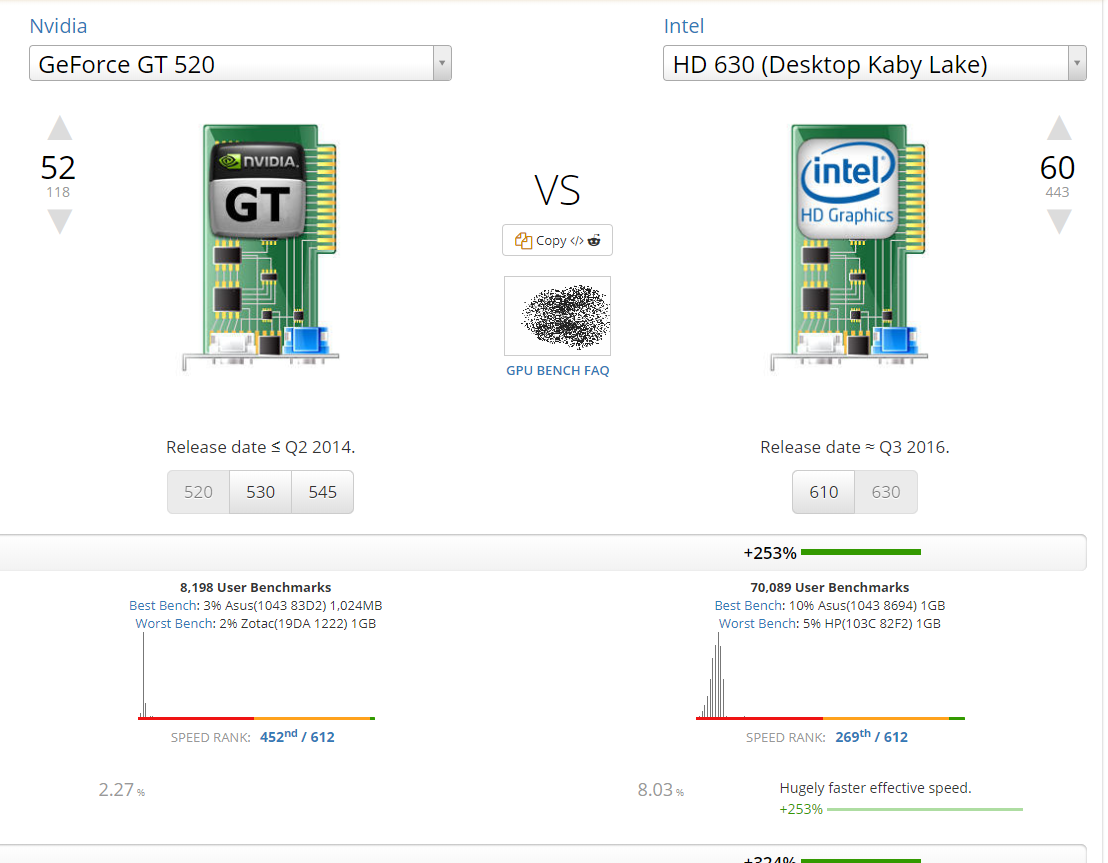 Nvidia
Intel
GeForce GT 520
HD 630 (Desktop Kaby Lake)
52
118
NVIDIA.
GT
VS
Copy </>
GPU BENCH FAQ
intel
HD Graphics
60
443
Release date ≤ Q2 2014.
Release date ≈ Q3 2016.
520 530 545
610 630
+253%
8,198 User Benchmarks
Best Bench: 3% Asus(1043 83D2) 1,024MB
Worst Bench: 2% Zotac(19DA 1222) 1GB
SPEED RANK: 452nd / 612
70,089 User Benchmarks
Best Bench: 10% Asus(1043 8694) 1GB
Worst Bench: 5% HP(103C 82F2) 1GB
SPEED RANK: 269th / 612
2.27 %
8.03 %
Hugely faster effective speed.
+253%
+324%